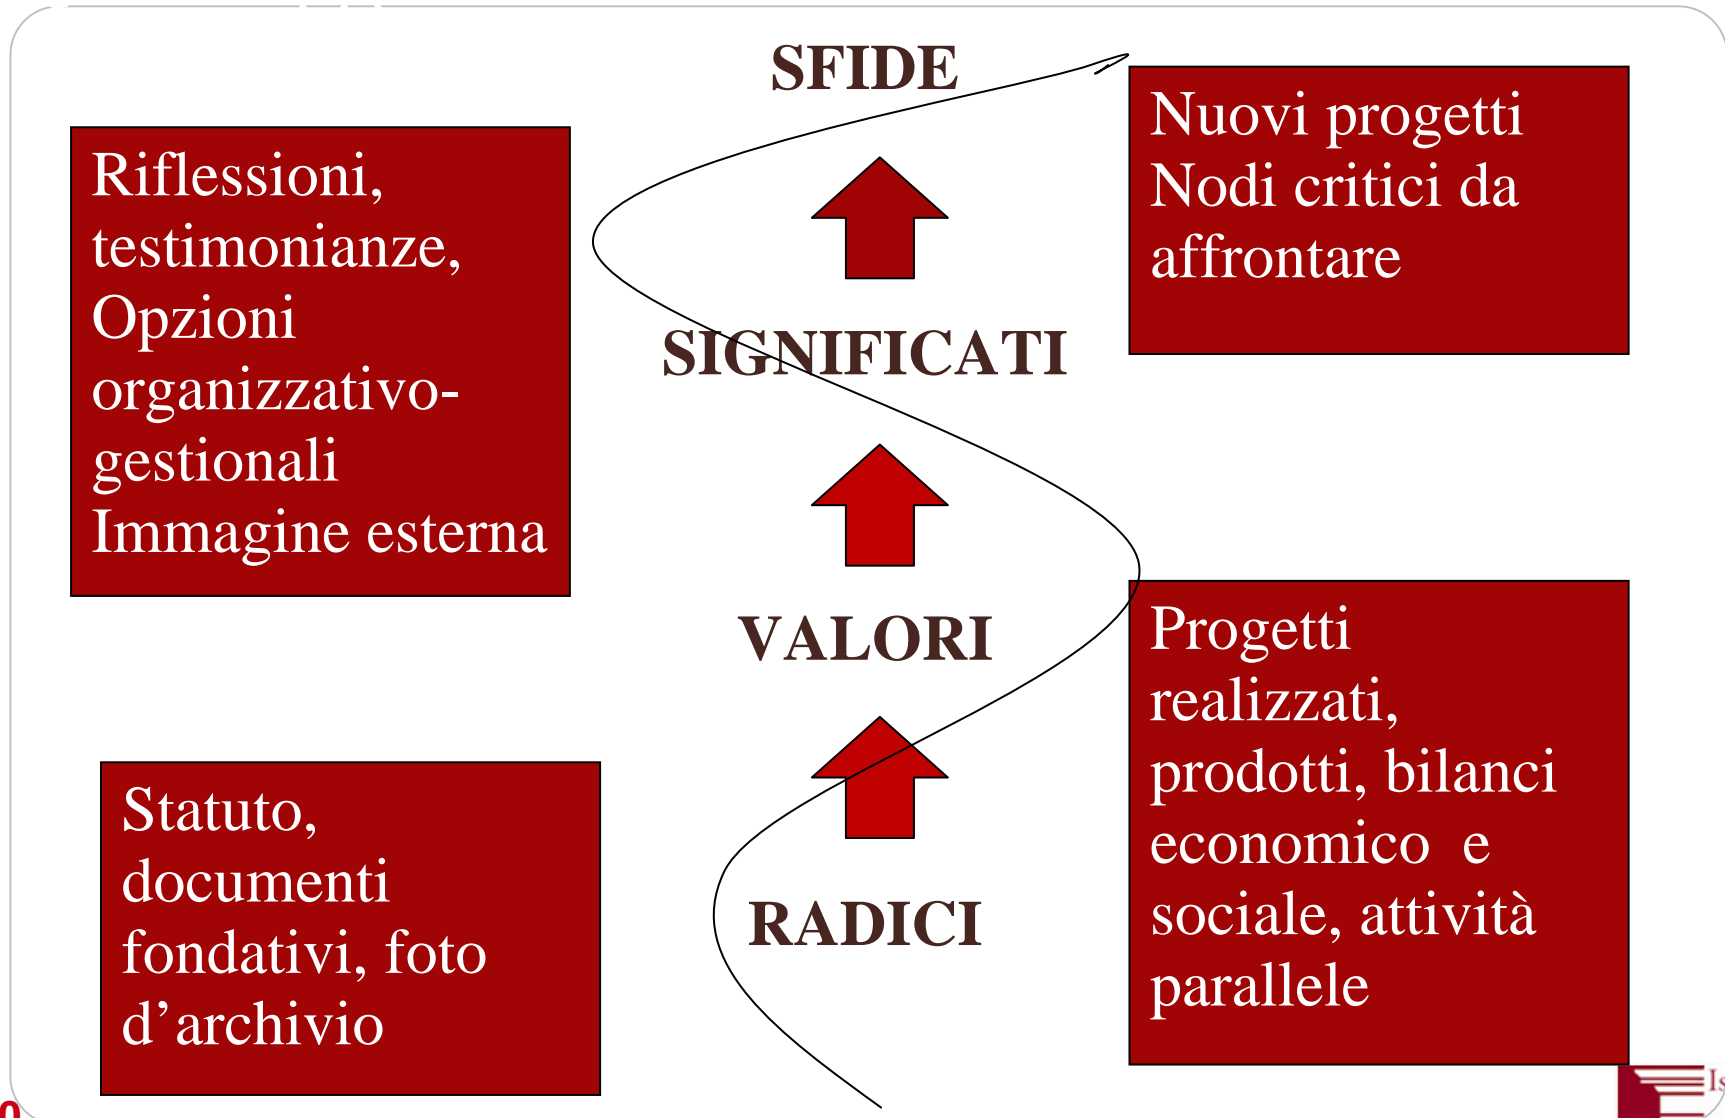 SFIDE
Nuovi progetti
Nodi critici da
affrontare
Riflessioni,
testimonianze,
Opzioni
organizzativo-
gestionali
Immagine esterna
SIGNIFICATI
VALORI
Progetti
realizzati,
prodotti, bilanci
economico e
sociale, attività
parallele
Statuto,
documenti
fondativi, foto
d’archivio
RADICI